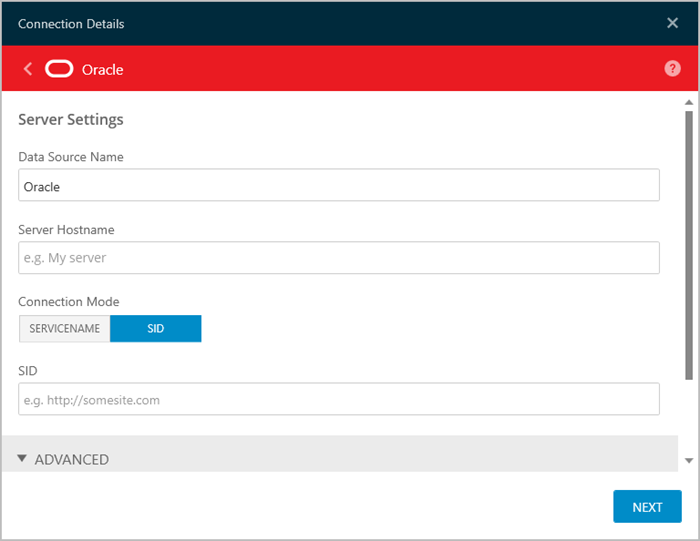 Connection Details
Oracle
?
Server Settings
Data Source Name
Oracle
Server Hostname
e.g. My server
Connection Mode
SERVICENAME SID
SID
e.g. http://somesite.com
ADVANCED
NEXT